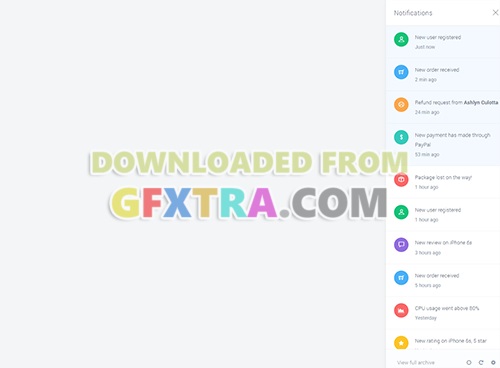 Notifications
New user registered
Just now
New order received
2 min ago
Refund request from Ashlyn Culotta
24 min ago
New payment has made through
PayPal
53 min ago
Package lost on the way!
1 hour ago
New user registered
1 hour ago
New review on iPhone 6s
3 hours ago
New order received
5 hours ago
CPU usage went above 80%
Yesterday
New rating on iPhone 6s, 5 star
View full archive
DOWNLOADED FROM
GFXTRA.COM